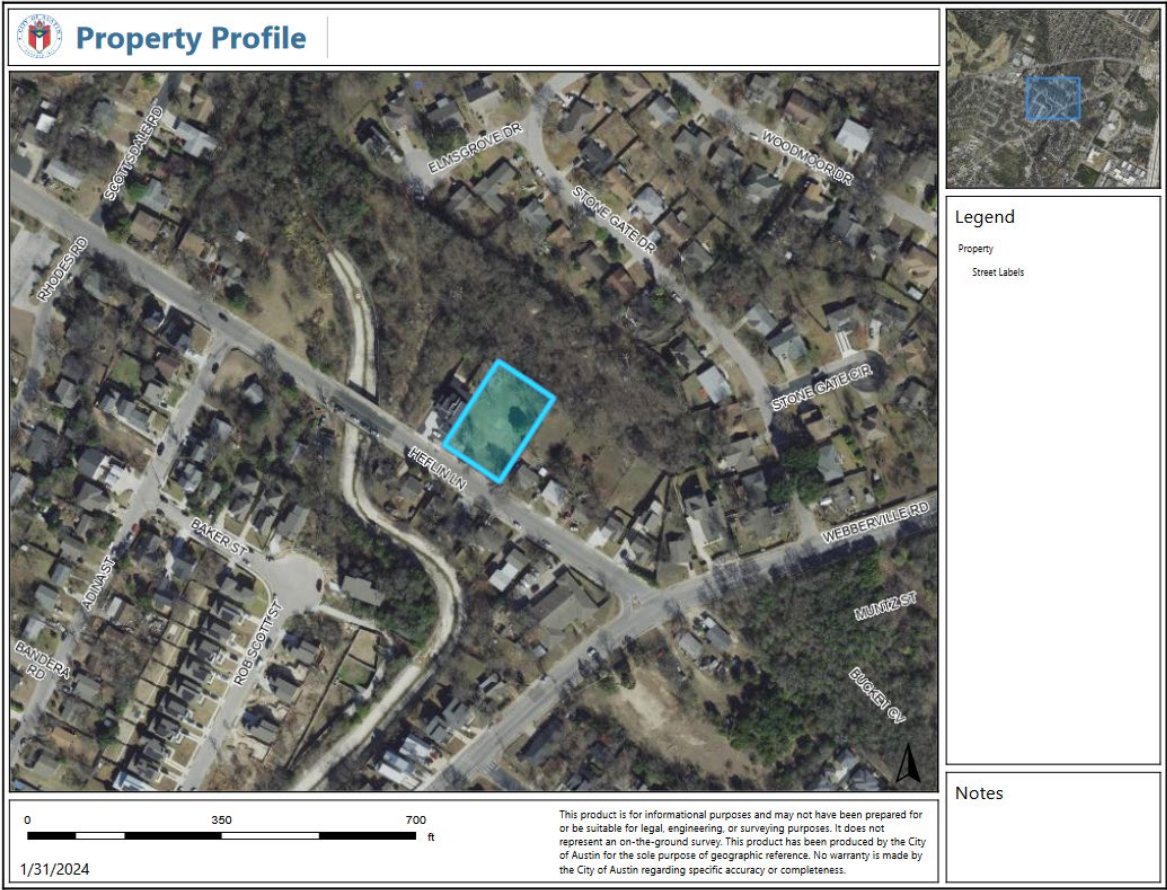 Property Profile
SCOTTSDALE RD
ELMSGROVE DR
WOODMOOR DR
STONE GATE DR
RHODES RD
STONE GATE CIR
HEFLIN LN
WEBBERVILLE RD
BAKER ST
ADINA ST
MUNIZ ST
ROB SCOTT ST
BANDERA
RD
BUCKET CV
Legend
Property
Street Labels
Notes
0 350 700
ft
1/31/2024
This product is for informational purposes and may not have been prepared for
or be suitable for legal, engineering, or surveying purposes. It does not
represent an on-the-ground survey. This product has been produced by the City
of Austin for the sole purpose of geographic reference. No warranty is made by
the City of Austin regarding specific accuracy or completeness.